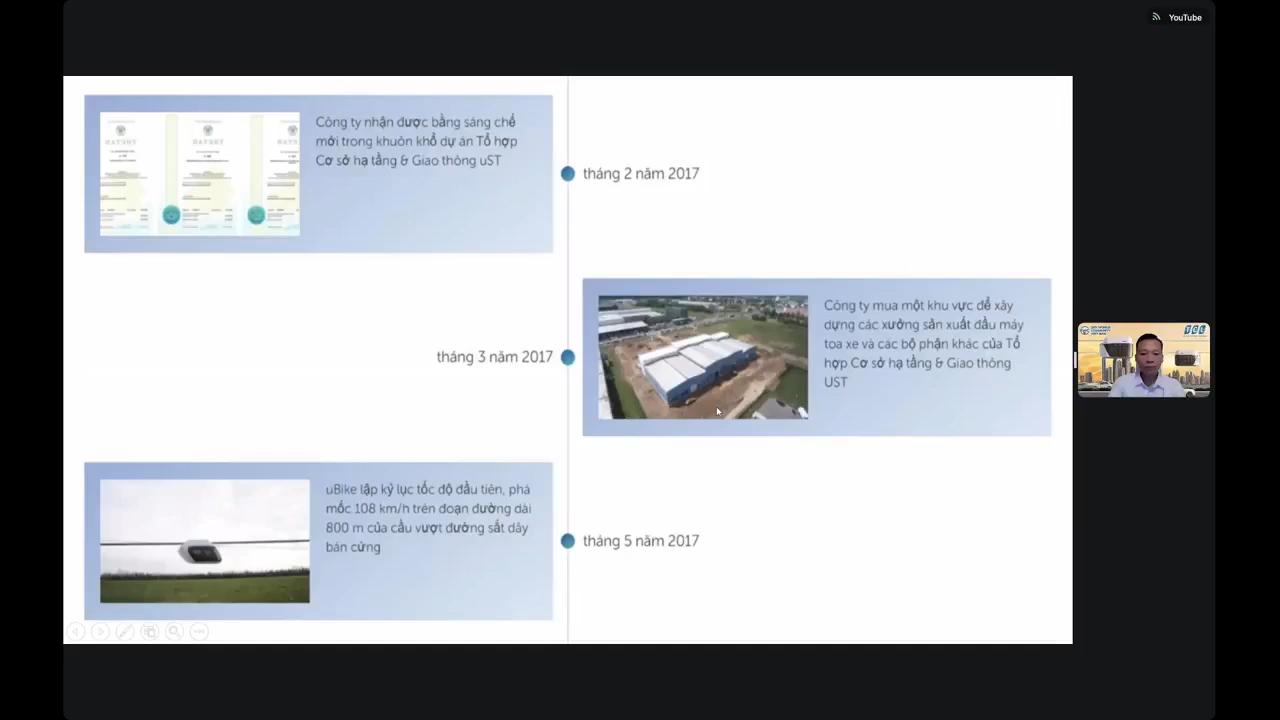 YouTube
Công ty nhận được bằng sáng chế
mới trong khuôn khổ dự án Tổ hợp
Cơ sở hạ tầng & Giao thông uST
tháng 2 năm 2017
Công ty mua một khu vực để xây
dựng các xưởng sản xuất đầu máy
toa xe và các bộ phận khác của Tổ
hợp Cơ sở hạ tầng & Giao thông
UST
tháng 3 năm 2017
uBike lập kỷ lục tốc độ đầu tiên, phá
mốc 108 km/h trên đoạn đường dài
800 m của cầu vượt đường sắt dây
bán cứng
tháng 5 năm 2017